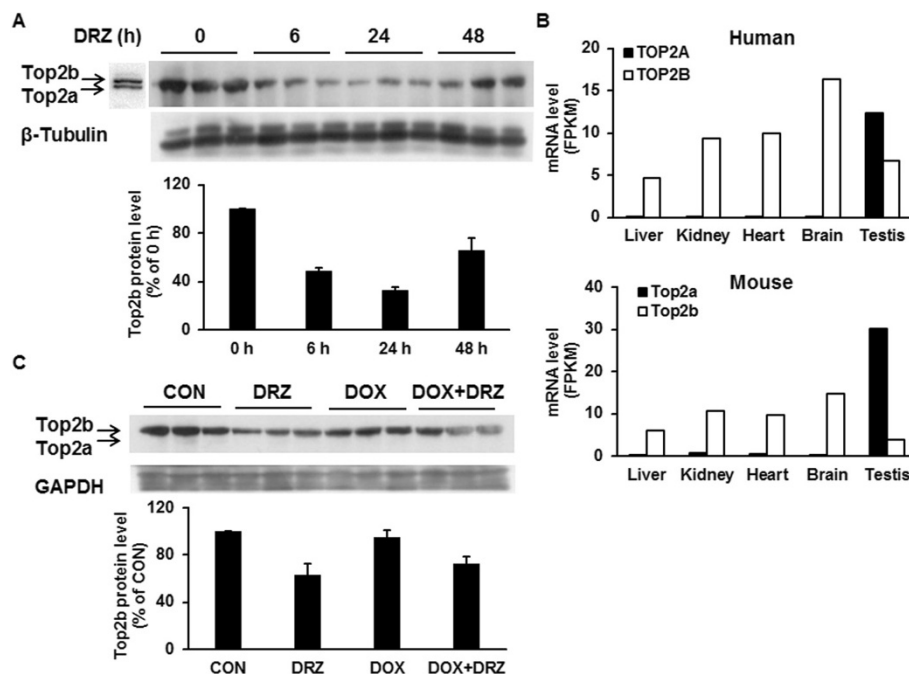 A
DRZ (h) 0 6 24 48
Top2b
Top2a
β-Tubulin
Top2b protein level
(% of 0 h)
120
80
40
0
0 h 6 h 24 h 48 h
B
Human
TOP2A
TOP2B
mRNA level
(FPKM)
20
15
10
5
0
Liver Kidney Heart Brain Testis
Mouse
Top2a
Top2b
mRNA level
(FPKM)
40
30
20
10
0
Liver Kidney Heart Brain Testis
C
CON DRZ DOX DOX+DRZ
Top2b
Top2a
GAPDH
Top2b protein level
(% of CON)
120
80
40
0
CON DRZ DOX DOX+DRZ